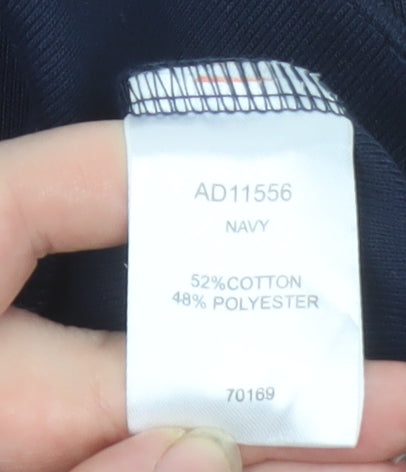 AD11556
NAVY
52%COTTON
48% POLYESTER
70169